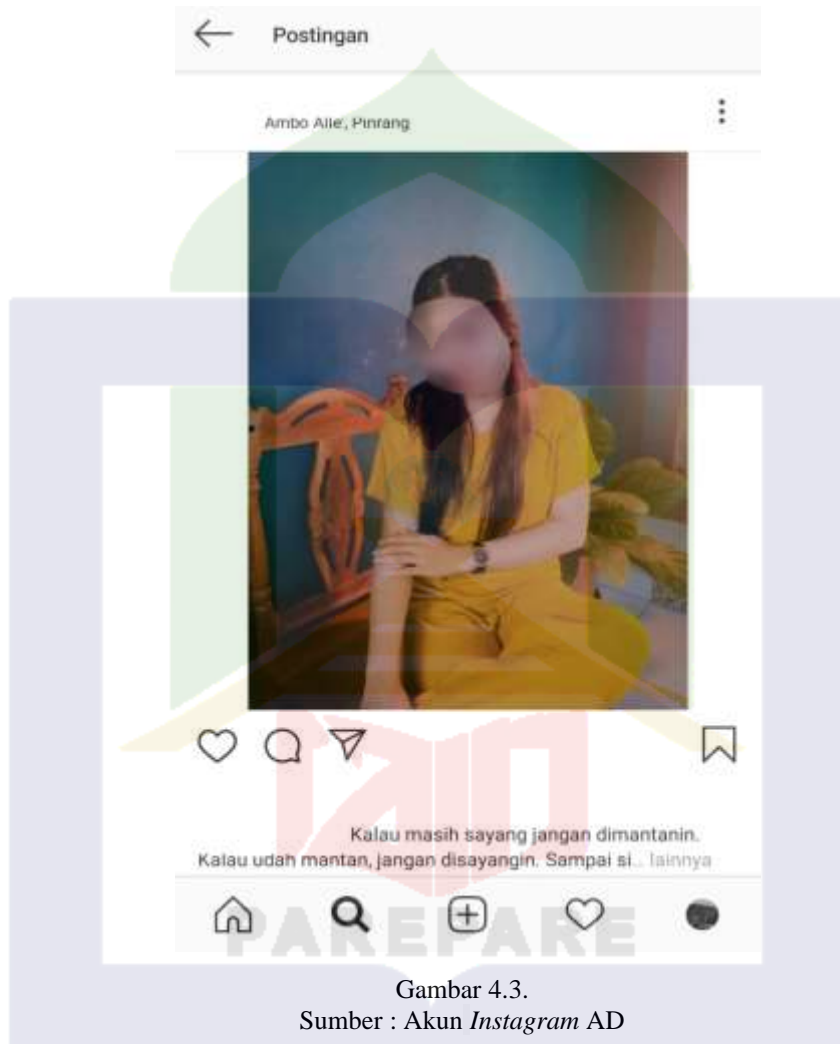 Postingan
Ambo Alle, Pinrang
Kalau masih sayang jangan dimantanin.
Kalau udah mantan, jangan disayangin. Sampai si... lainnya
PAREPARE
Gambar 4.3.
Sumber : Akun Instagram AD